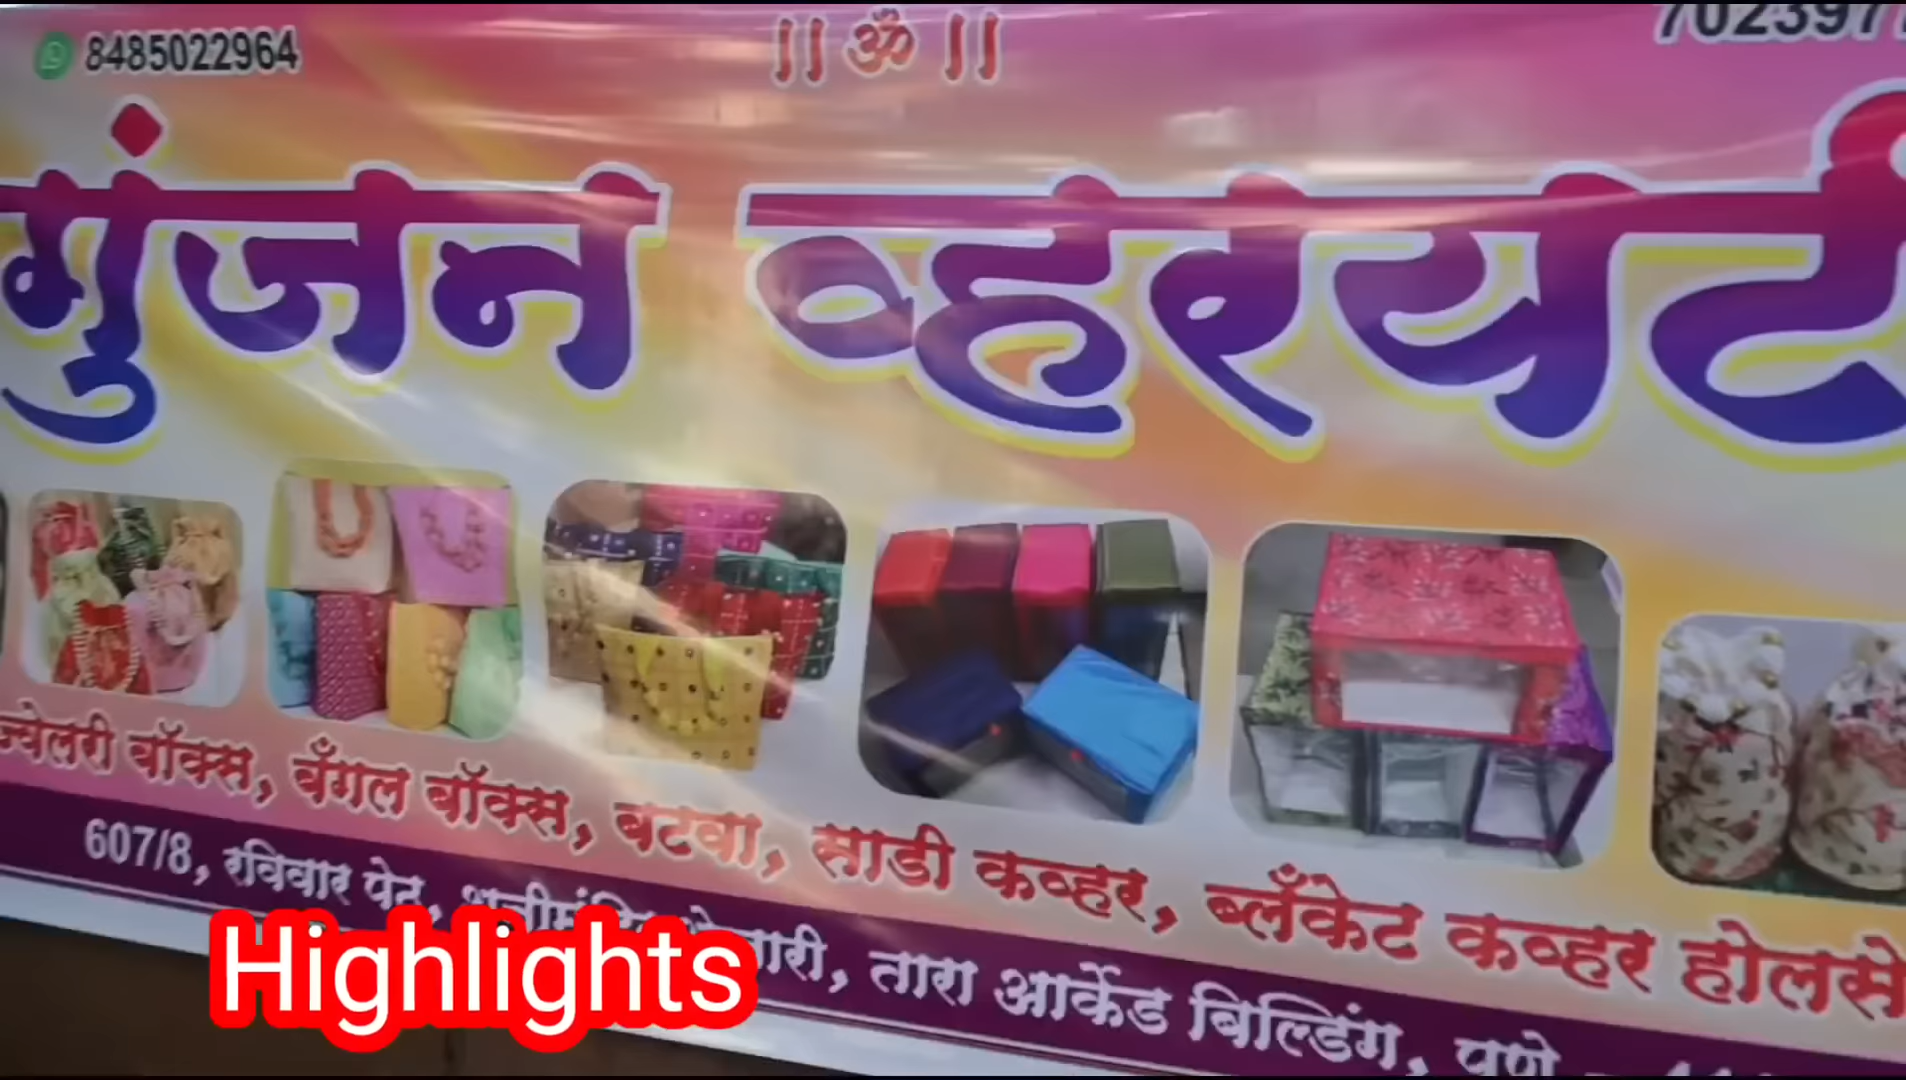 8485022964 ॥ ॐ ॥ 702397
गुंजन व्हरायटी
ज्वेलरी बॉक्स, बँगल बॉक्स, बटवा, साडी कव्हर, ब्लँकेट कव्हर होलसे
607/8, रविवार पेठ, शेजारी, तारा आर्केड बिल्डिंग, पुणे
Highlights